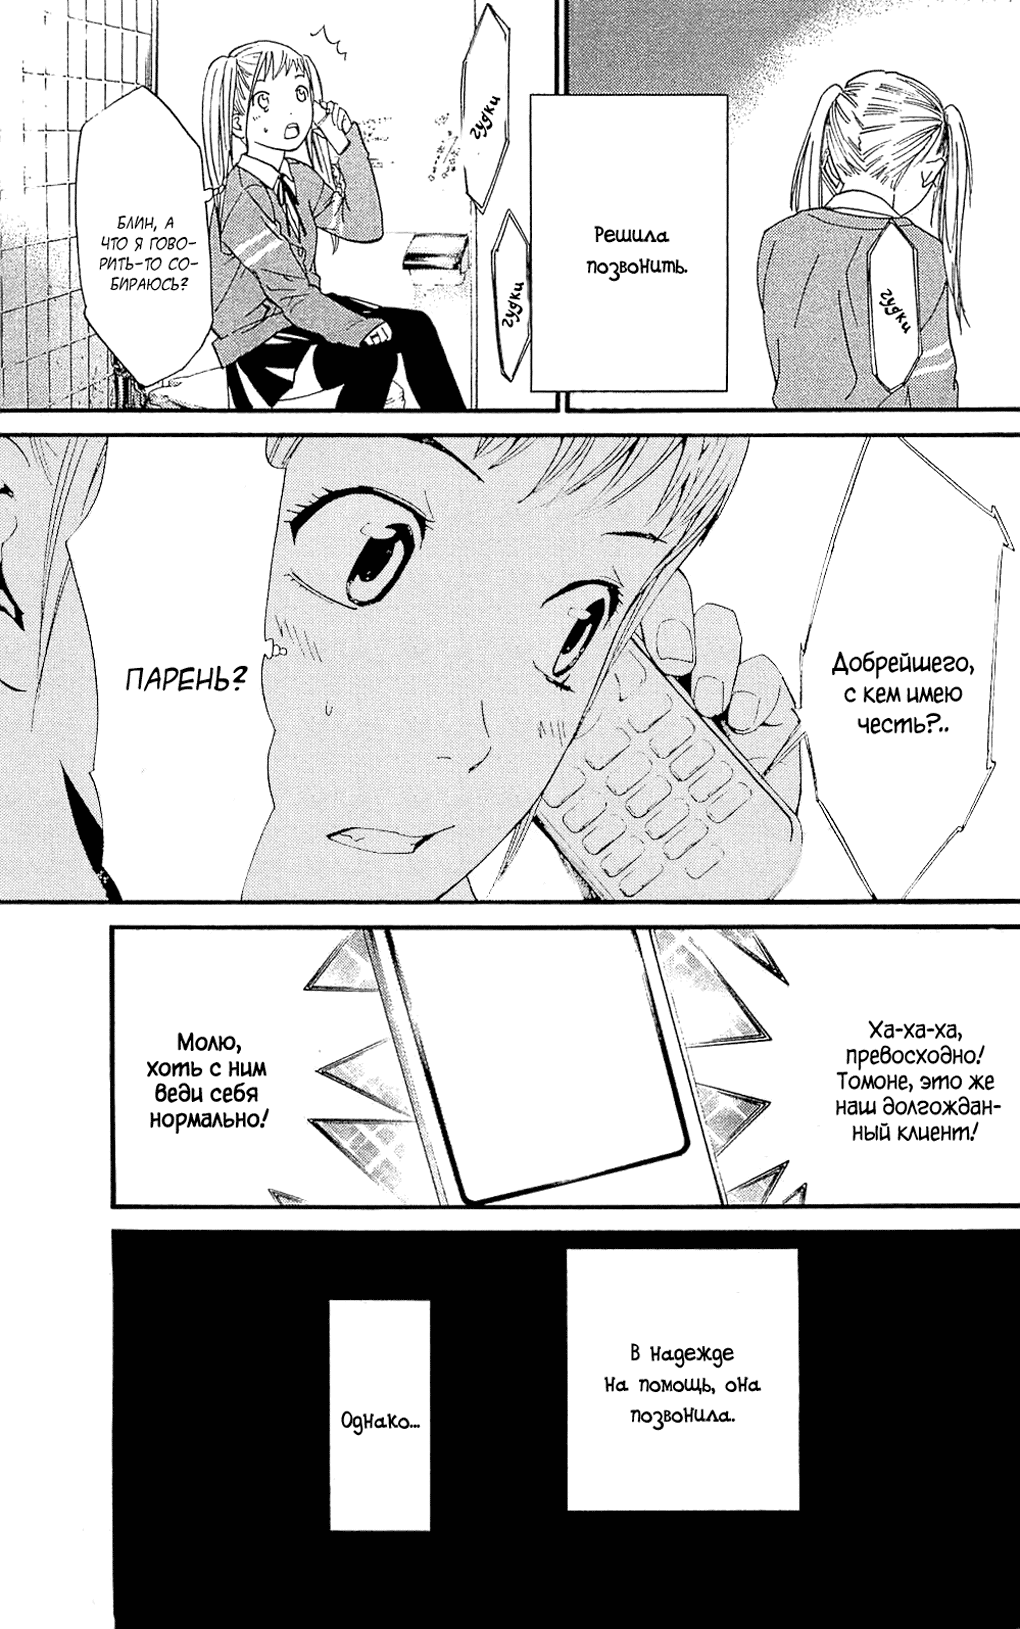 гудки
Решила
позвонить.
гудки
гудки
БЛИН, А
ЧТО Я ГОВО-
РИТЬ-ТО СО-
БИРАЮСЬ?
Добрейшего,
с кем имею
честь?..
ПАРЕНЬ?
Ха-ха-ха,
превосходно!
Томоне, это же
наш долгождан-
ный клиент!
Молю,
хоть с ним
веди себя
нормально!
В надежде
на помощь, она
позвонила.
Однако...